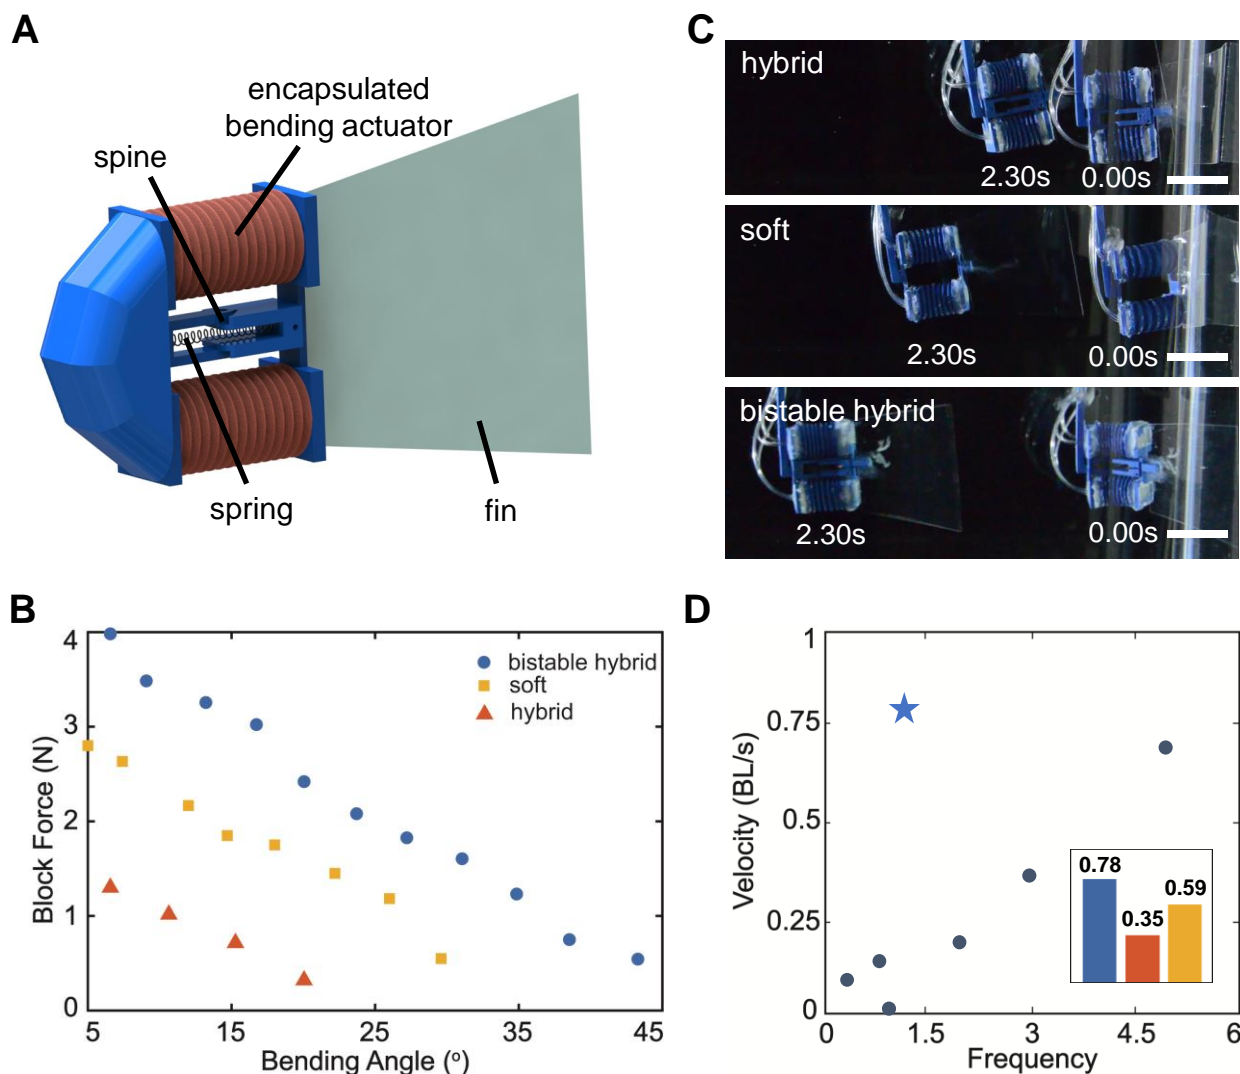 A
encapsulated
bending actuator
spine
spring
fin
C
hybrid
2.30s
0.00s
soft
2.30s
0.00s
bistable hybrid
2.30s
0.00s
B
4
3
2
1
0
5
15
25
35
45
Block Force (N)
Bending Angle (º)
bistable hybrid
soft
hybrid
D
1
0.75
0.5
0.25
0
0
1.5
3
4.5
6
Velocity (BL/s)
Frequency
0.78
0.35
0.59